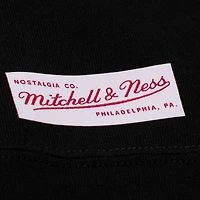 NOSTALGIA CO.
Mitchell & Ness
PHILADELPHIA, PA.